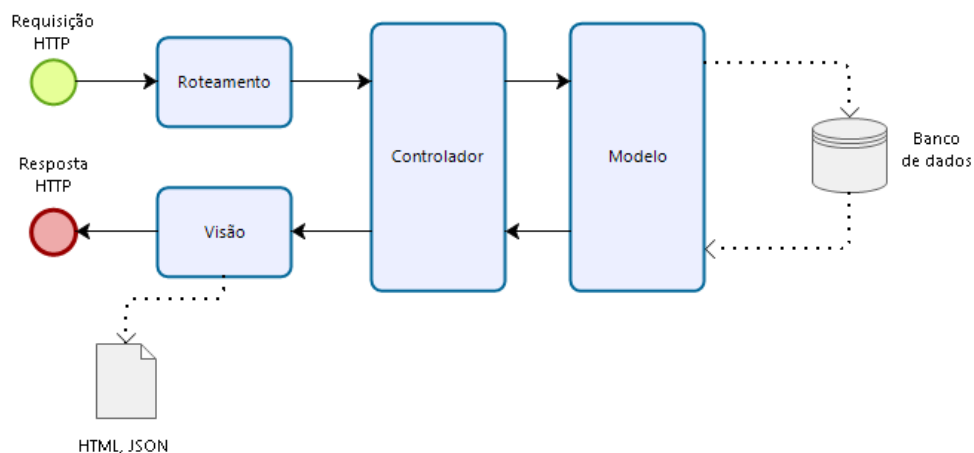 Requisição
HTTP
Roteamento
Controlador
Modelo
Banco
de dados
Resposta
HTTP
Visão
HTML, JSON